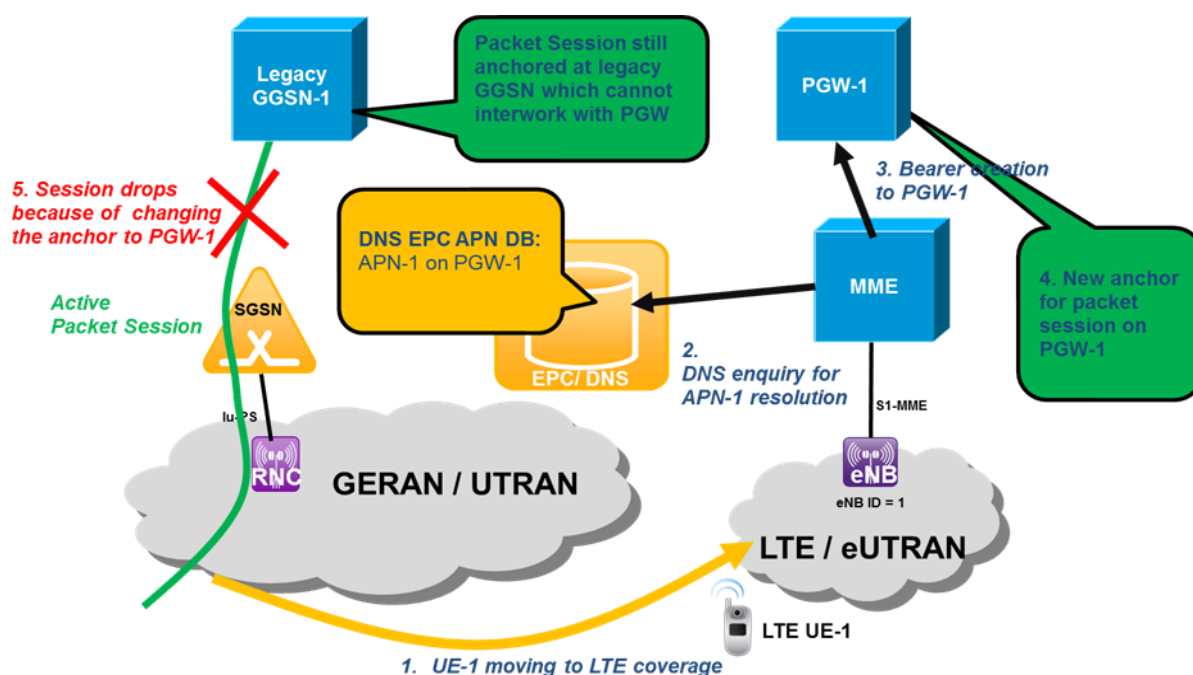 Legacy
GGSN-1
Packet Session still
anchored at legacy
GGSN which cannot
interwork with PGW
PGW-1
5. Session drops
because of changing
the anchor to PGW-1
3. Bearer creation
to PGW-1
DNS EPC APN DB:
APN-1 on PGW-1
MME
4. New anchor
for packet
session on
PGW-1
Active
Packet Session
SGSN
EPC/ DNS
2.
DNS enquiry for
APN-1 resolution
S1-MME
Iu-PS
RNC
GERAN / UTRAN
eNB
eNB ID = 1
LTE / eUTRAN
LTE UE-1
1. UE-1 moving to LTE coverage